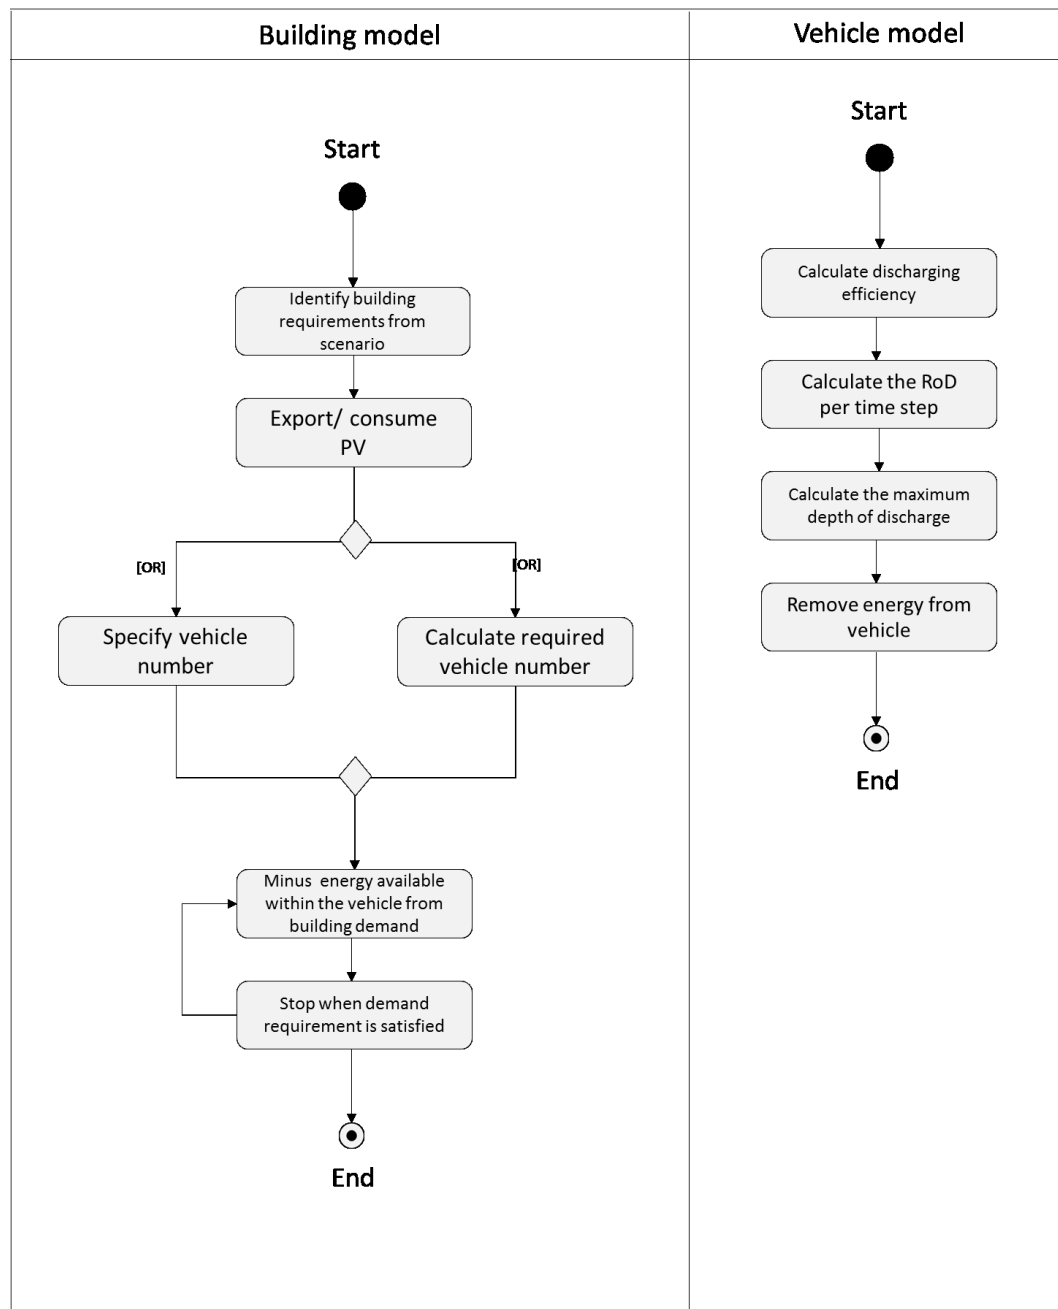 Building model
Vehicle model
Start
Identify building
requirements from
scenario
Export/ consume
PV
[OR]
[OR]
Specify vehicle
number
Calculate required
vehicle number
Minus energy available
within the vehicle from
building demand
Stop when demand
requirement is satisfied
End
Start
Calculate discharging
efficiency
Calculate the RoD
per time step
Calculate the maximum
depth of discharge
Remove energy from
vehicle
End